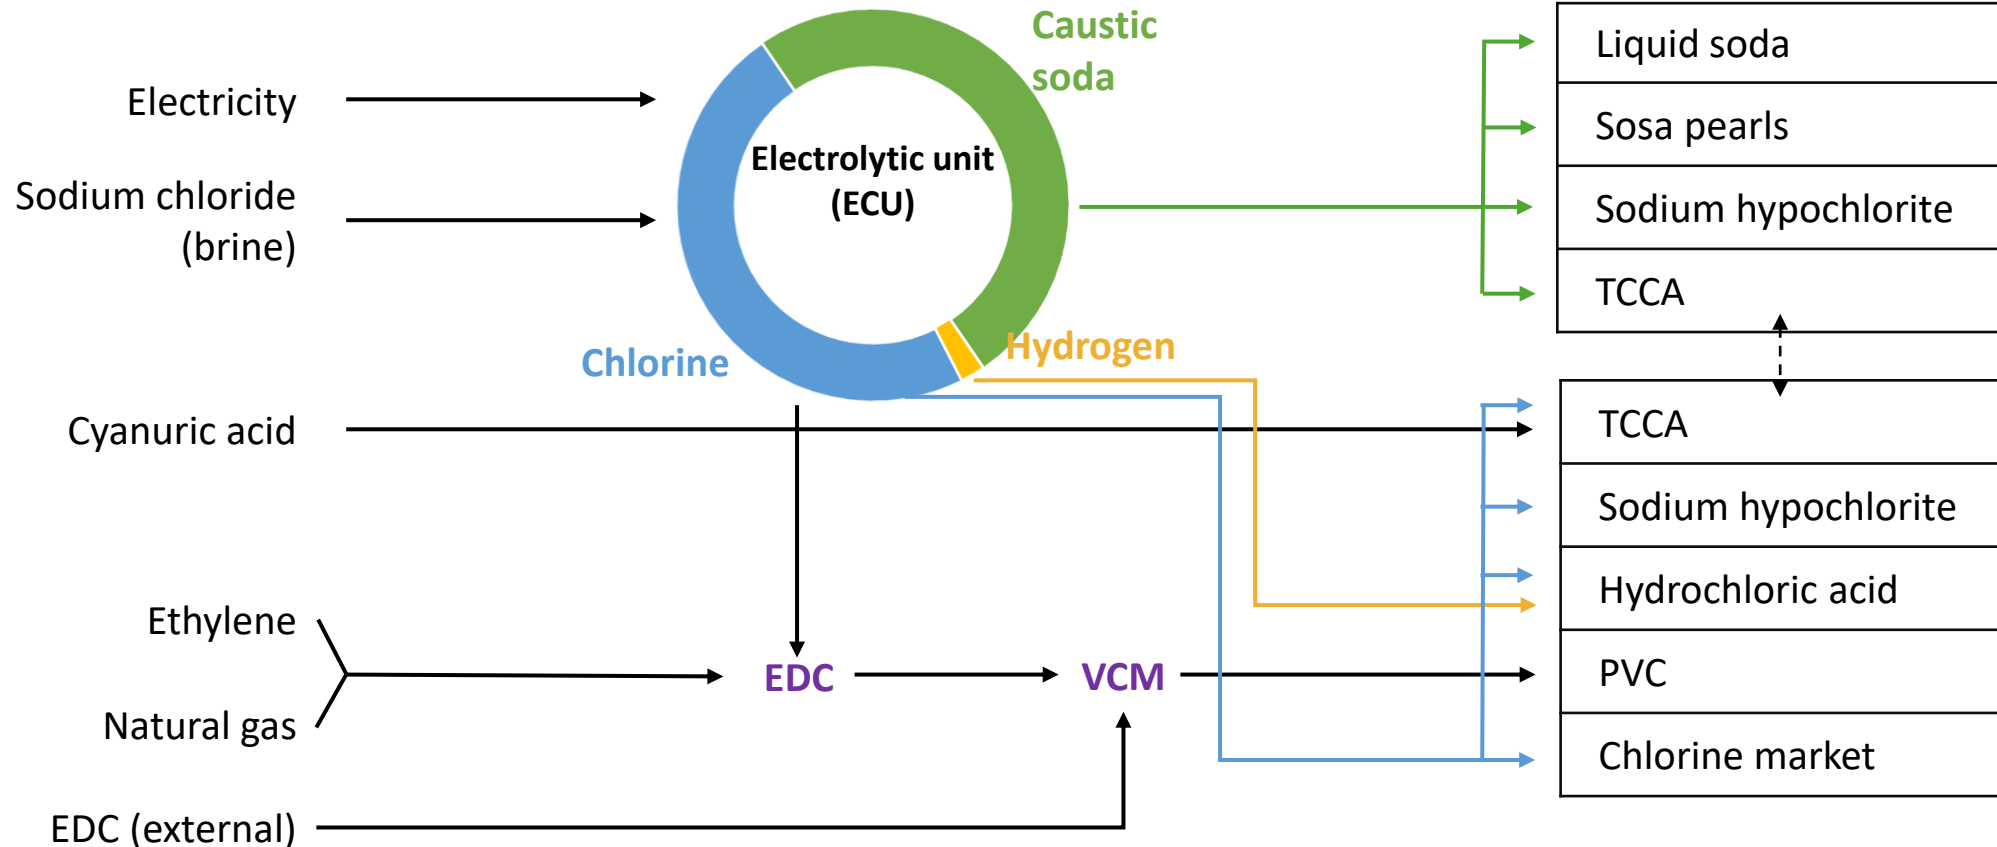 Electricity
Sodium chloride
(brine)
Cyanuric acid
Ethylene
Natural gas
EDC (external)
Caustic
soda
Electrolytic unit
(ECU)
Chlorine
Hydrogen
EDC
VCM
Liquid soda
Sosa pearls
Sodium hypochlorite
TCCA
TCCA
Sodium hypochlorite
Hydrochloric acid
PVC
Chlorine market